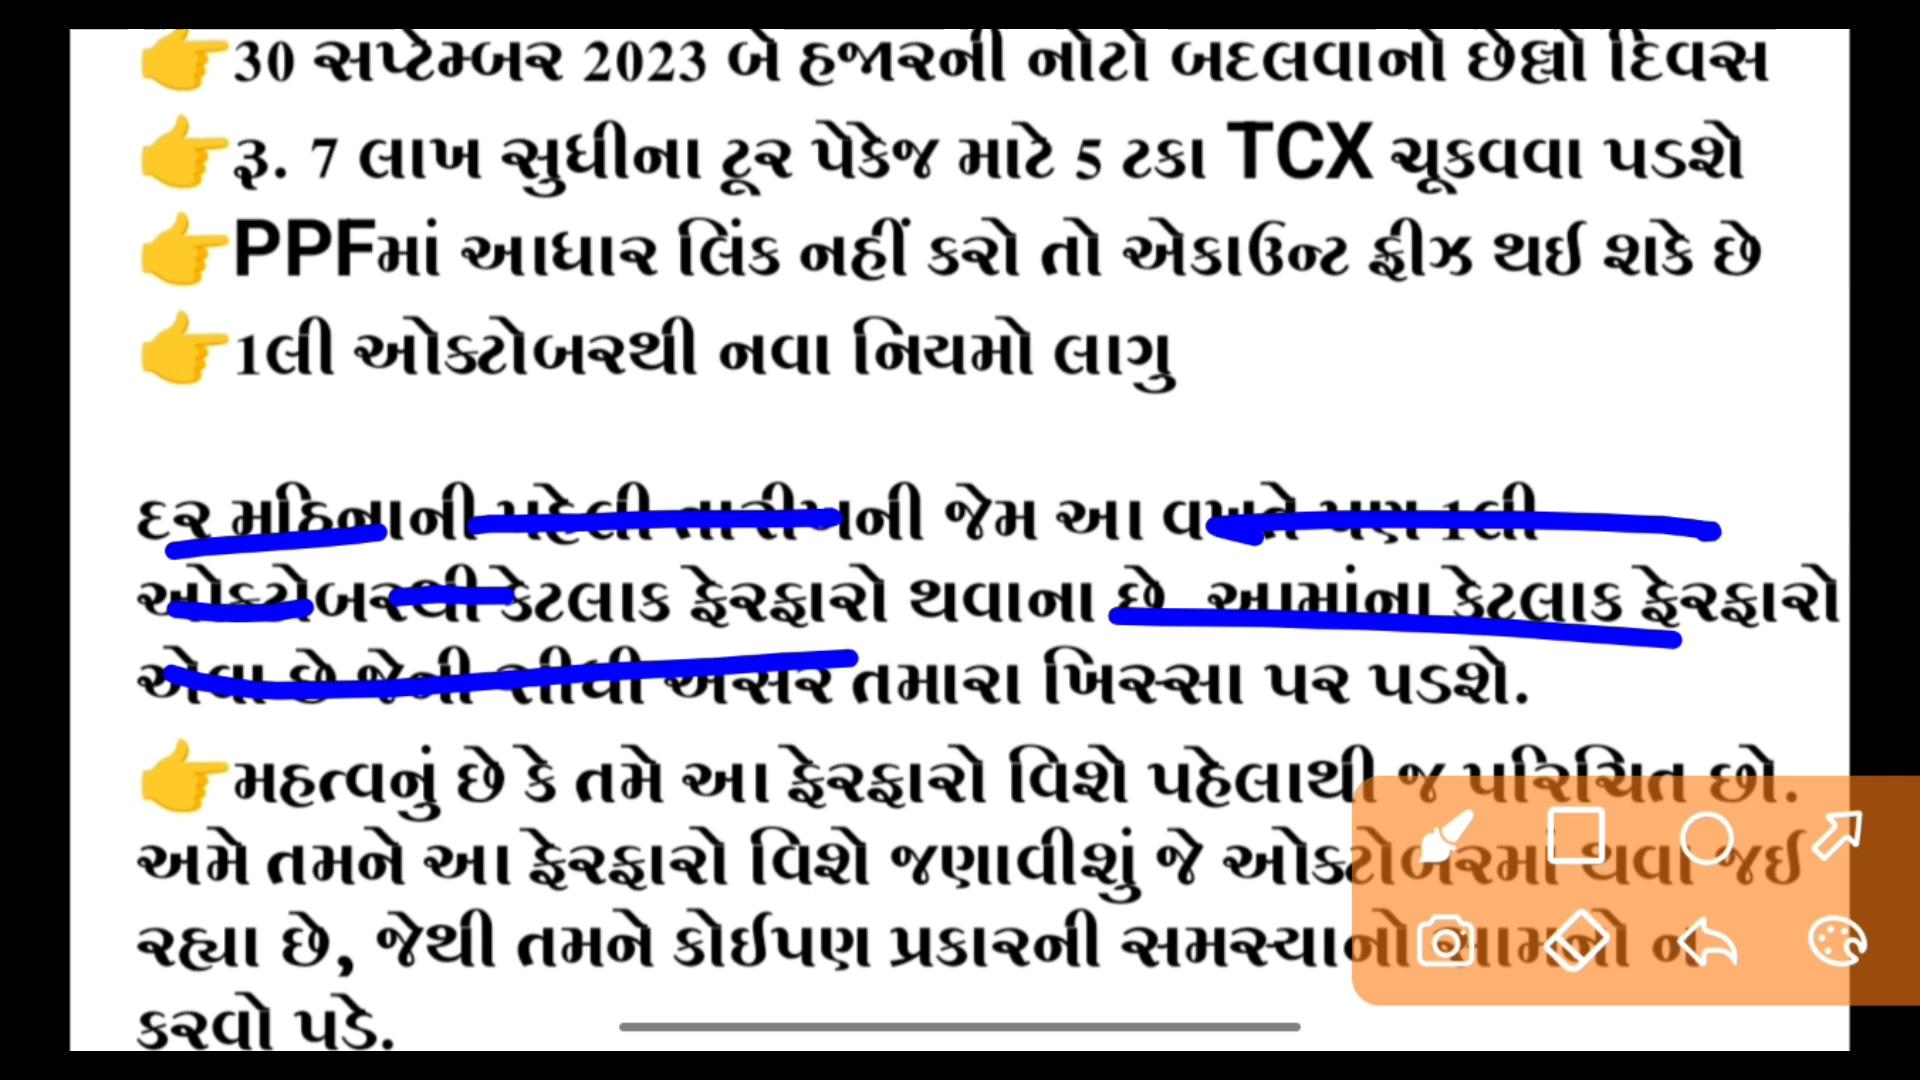 👉30 સપ્ટેમ્બર 2023 બે હજારની નોટો બદલવાનો છેલ્લો દિવસ
👉રૂ. 7 લાખ સુધીના ટૂર પેકેજ માટે 5 ટકા TCX ચૂકવવા પડશે
👉PPFમાં આધાર લિંક નહીં કરો તો એકાઉન્ટ ફ્રીઝ થઈ શકે છે
👉1લી ઓક્ટોબરથી નવા નિયમો લાગુ
દર મહિનાની પહેલી તારીખની જેમ આ વખતે પણ 1લી
ઓક્ટોબરથી કેટલાક ફેરફારો થવાના છે. આમાંના કેટલાક ફેરફારો
એવા છે જેની સીધી અસર તમારા ખિસ્સા પર પડશે.
👉મહત્વનું છે કે તમે આ ફેરફારો વિશે પહેલાથી જ પરિચિત છો.
અમે તમને આ ફેરફારો વિશે જણાવીશું જે ઓક્ટોબરમાં થવા જઈ
રહ્યા છે, જેથી તમને કોઈપણ પ્રકારની સમસ્યાનો સામનો ન
કરવો પડે.